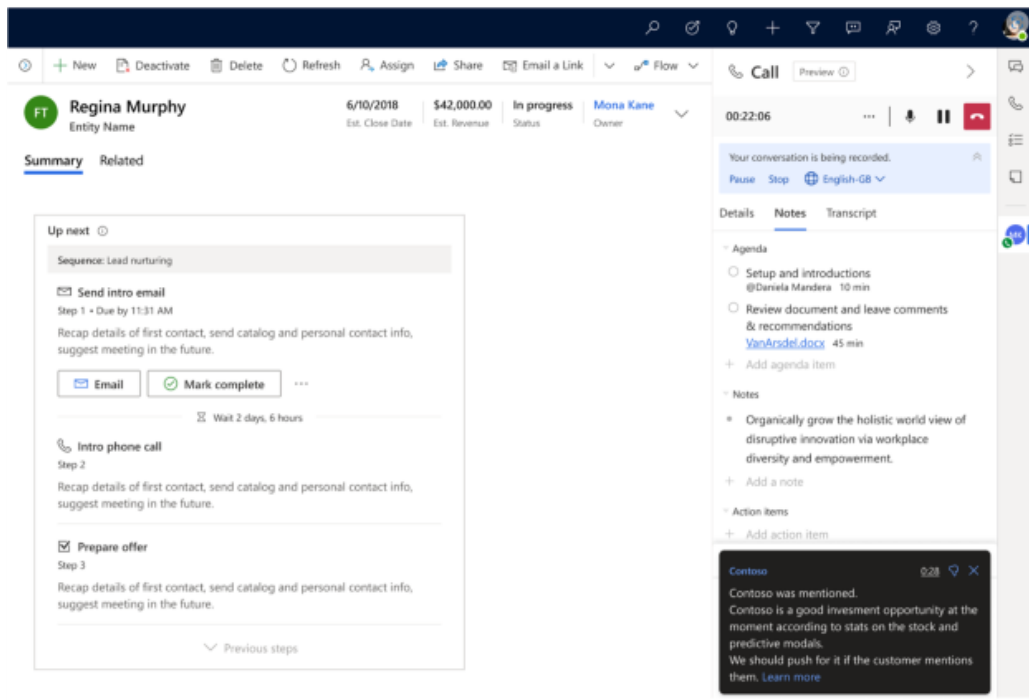 New Deactivate Delete Refresh Assign Share Email a Link Flow
FT
Regina Murphy
Entity Name
6/10/2018
Est. Close Date
$42,000.00
Est. Revenue
In progress
Status
Mona Kane
Owner
Summary Related
Up next
Sequence: Lead nurturing
Send intro email
Step 1 • Due by 11:31 AM
Recap details of first contact, send catalog and personal contact info,
suggest meeting in the future.
Email Mark complete
Wait 2 days, 6 hours
Intro phone call
Step 2
Recap details of first contact, send catalog and personal contact info,
suggest meeting in the future.
Prepare offer
Step 3
Recap details of first contact, send catalog and personal contact info,
suggest meeting in the future.
Previous steps
Call Preview
00:22:06
Your conversation is being recorded.
Pause Stop English-GB
Details Notes Transcript
Agenda
Setup and introductions
@Daniela Mandera 10 min
Review document and leave comments
& recommendations
VanArsdel.docx 45 min
+ Add agenda item
Notes
Organically grow the holistic world view of
disruptive innovation via workplace
diversity and empowerment.
+ Add a note
Action items
+ Add action item
Contoso 0:28
Contoso was mentioned.
Contoso is a good invesment opportunity at the
moment according to stats on the stock and
predictive modals.
We should push for it if the customer mentions
them. Learn more